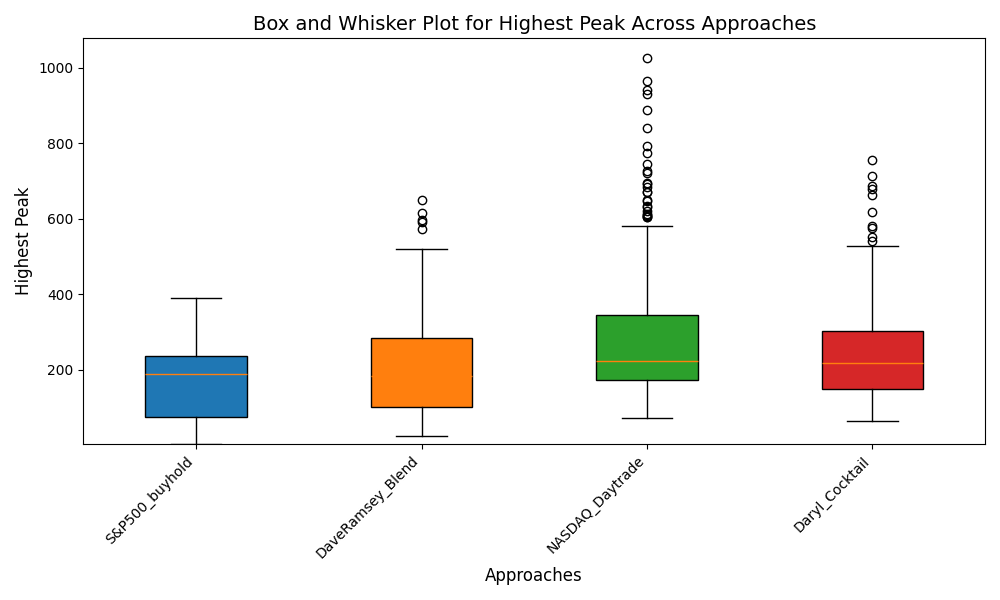 Box and Whisker Plot for Highest Peak Across Approaches
Highest Peak
1000
800
600
400
200
S&P500_buyhold
DaveRamsey_Blend
NASDAQ_Daytrade
Daryl_Cocktail
Approaches